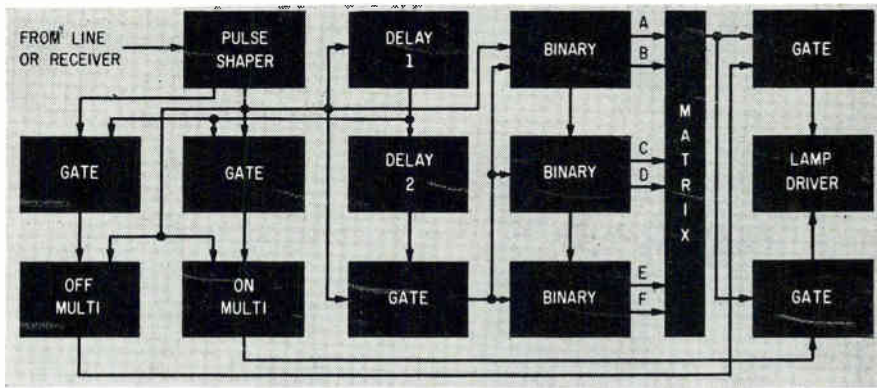 FROM LINE
OR RECEIVER
PULSE
SHAPER
DELAY
1
BINARY
A
B
GATE
GATE
GATE
DELAY
2
BINARY
C
D
MATRIX
LAMP
DRIVER
OFF
MULTI
ON
MULTI
GATE
BINARY
E
F
GATE